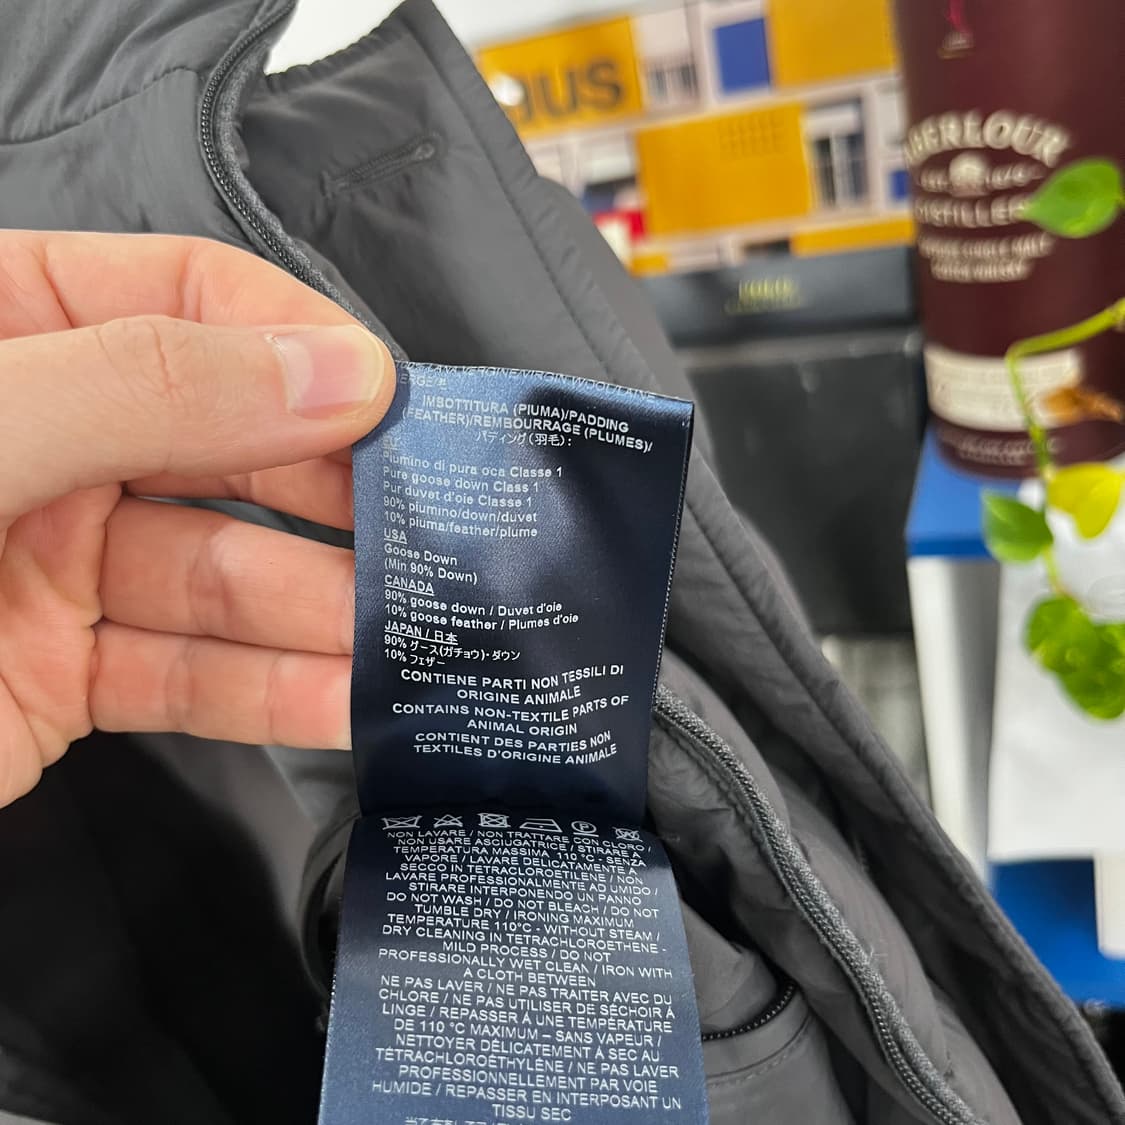 US
ABERLOUR
DISTILLERY
VERGIN WOOL/LAINE
IMBOTTITURA (PIUMA)/PADDING
(FEATHER)/REMBOURRAGE (PLUMES)/
パディング(羽毛):
EU
Piumino di pura oca Classe 1
Pure goose down Class 1
Pur duvet d'oie Classe 1
90% piumino/down/duvet
10% piuma/feather/plume
USA
Goose Down
(Min 90% Down)
CANADA
90% goose down / Duvet d'oie
10% goose feather / Plumes d'oie
JAPAN / 日本
90% グース(ガチョウ)・ダウン
10% フェザー
CONTIENE PARTI NON TESSILI DI
ORIGINE ANIMALE
CONTAINS NON-TEXTILE PARTS OF
ANIMAL ORIGIN
CONTIENT DES PARTIES NON
TEXTILES D'ORIGINE ANIMALE
P
W
NON LAVARE / NON TRATTARE CON CLORO /
NON USARE ASCIUGATRICE / STIRARE A
TEMPERATURA MASSIMA 110 °C - SENZA
VAPORE / LAVARE DELICATAMENTE A
SECCO IN TETRACLOROETILENE / NON
LAVARE PROFESSIONALMENTE AD UMIDO /
STIRARE INTERPONENDO UN PANNO
DO NOT WASH / DO NOT BLEACH / DO NOT
TUMBLE DRY / IRONING MAXIMUM
TEMPERATURE 110°C - WITHOUT STEAM /
DRY CLEANING IN TETRACHLOROETHENE -
MILD PROCESS / DO NOT
PROFESSIONALLY WET CLEAN / IRON WITH
A CLOTH BETWEEN
NE PAS LAVER / NE PAS TRAITER AVEC DU
CHLORE / NE PAS UTILISER DE SÉCHOIR À
LINGE / REPASSER À UNE TEMPÉRATURE
DE 110 °C MAXIMUM – SANS VAPEUR /
NETTOYER DÉLICATEMENT À SEC AU
TÉTRACHLOROÉTHYLÈNE / NE PAS LAVER
PROFESSIONNELLEMENT PAR VOIE
HUMIDE / REPASSER EN INTERPOSANT UN
TISSU SEC